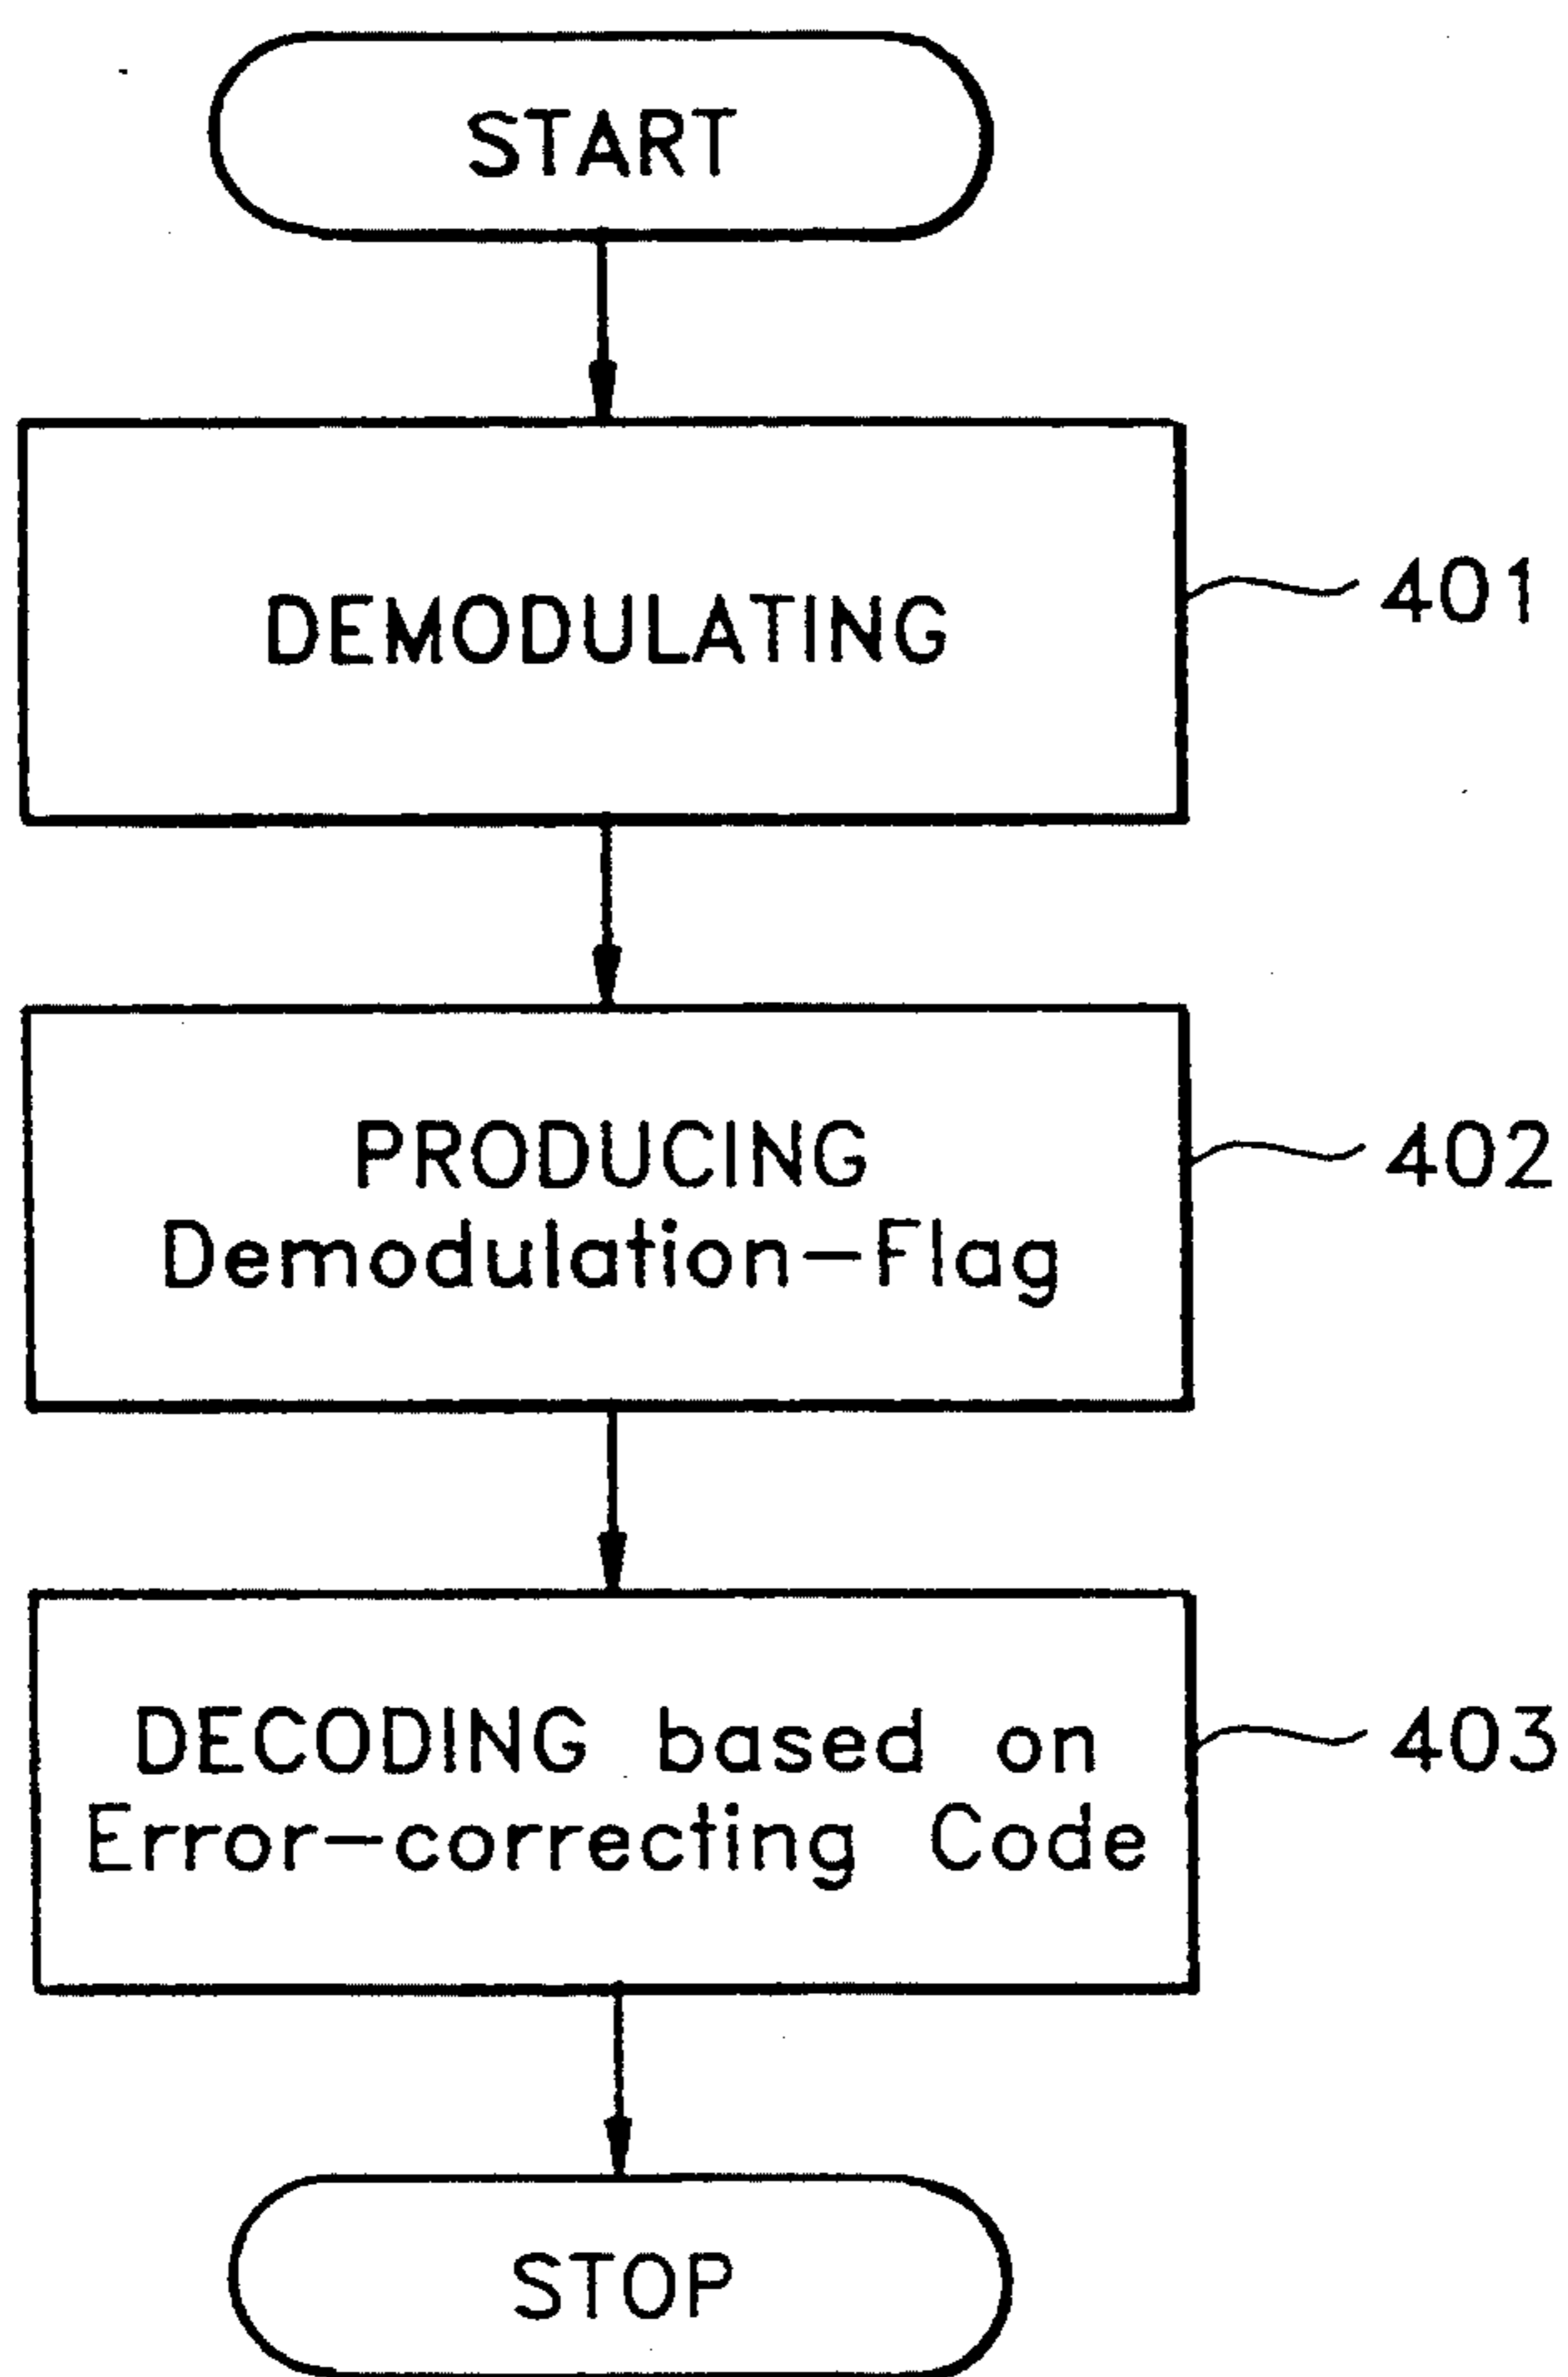 START
DEMODULATING
401
PRODUCING
Demodulation-Flag
402
DECODING based on
Error-correcting Code
403
STOP